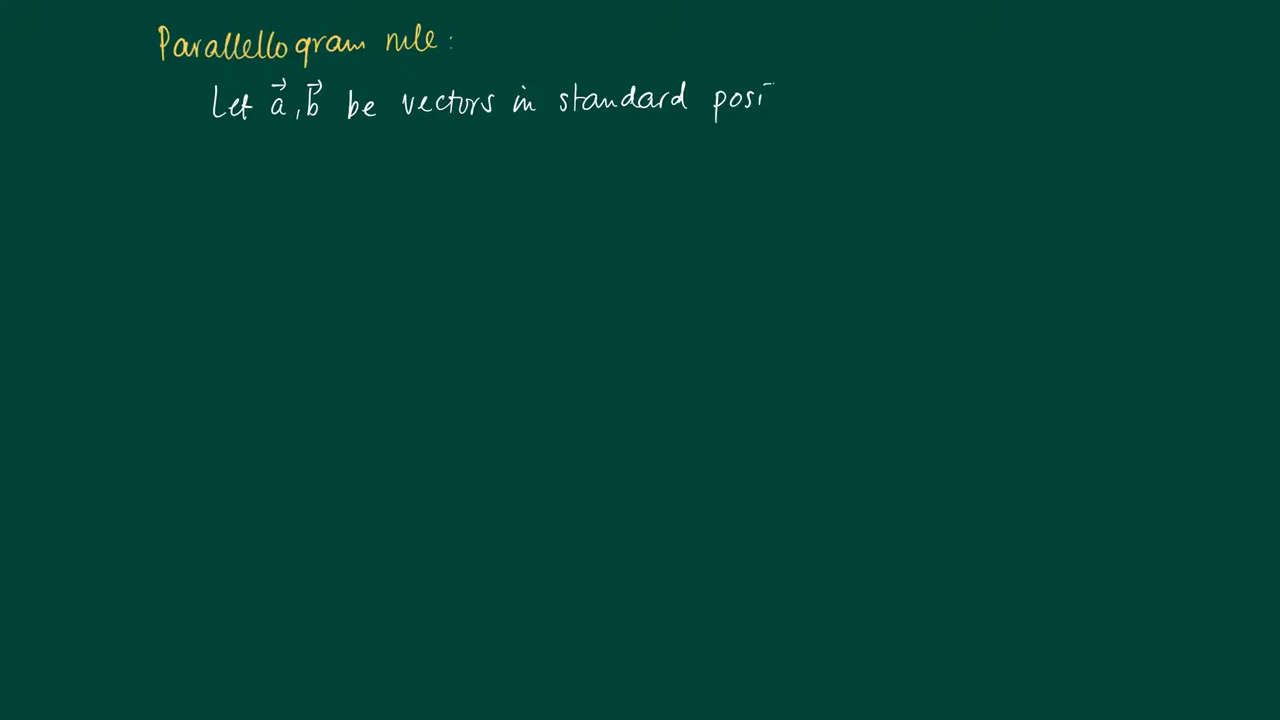 Parallellogram rule:
Let a⃗, b⃗ be vectors in standard posi